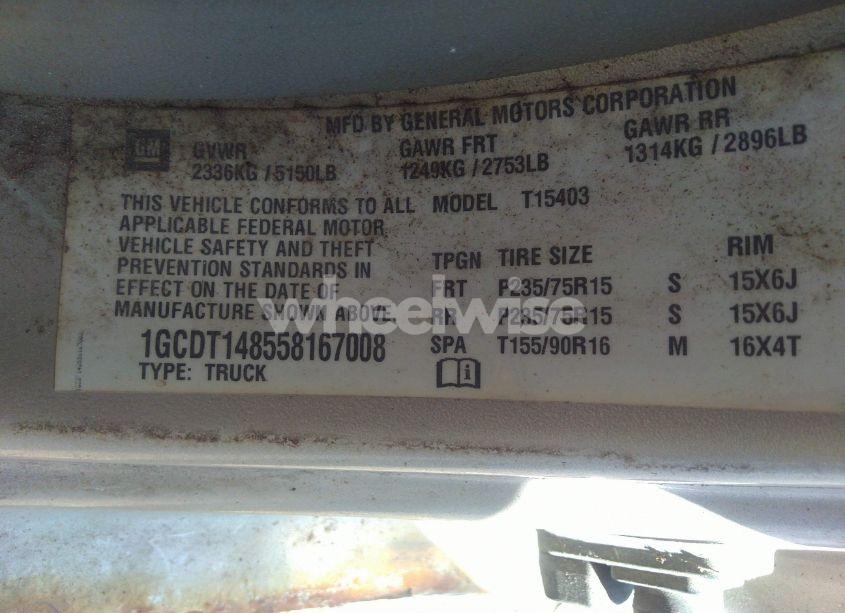 MFD BY GENERAL MOTORS CORPORATION
GM
GVWR GAWR FRT GAWR RR
2336KG / 5150LB 1249KG / 2753LB 1314KG / 2896LB
THIS VEHICLE CONFORMS TO ALL
APPLICABLE FEDERAL MOTOR
VEHICLE SAFETY AND THEFT
PREVENTION STANDARDS IN
EFFECT ON THE DATE OF
MANUFACTURE SHOWN ABOVE.
1GCDT148558167008
TYPE: TRUCK
MODEL T15403
TPGN TIRE SIZE RIM
FRT P235/75R15 S 15X6J
RR P235/75R15 S 15X6J
SPA T155/90R16 M 16X4T
wheelwise